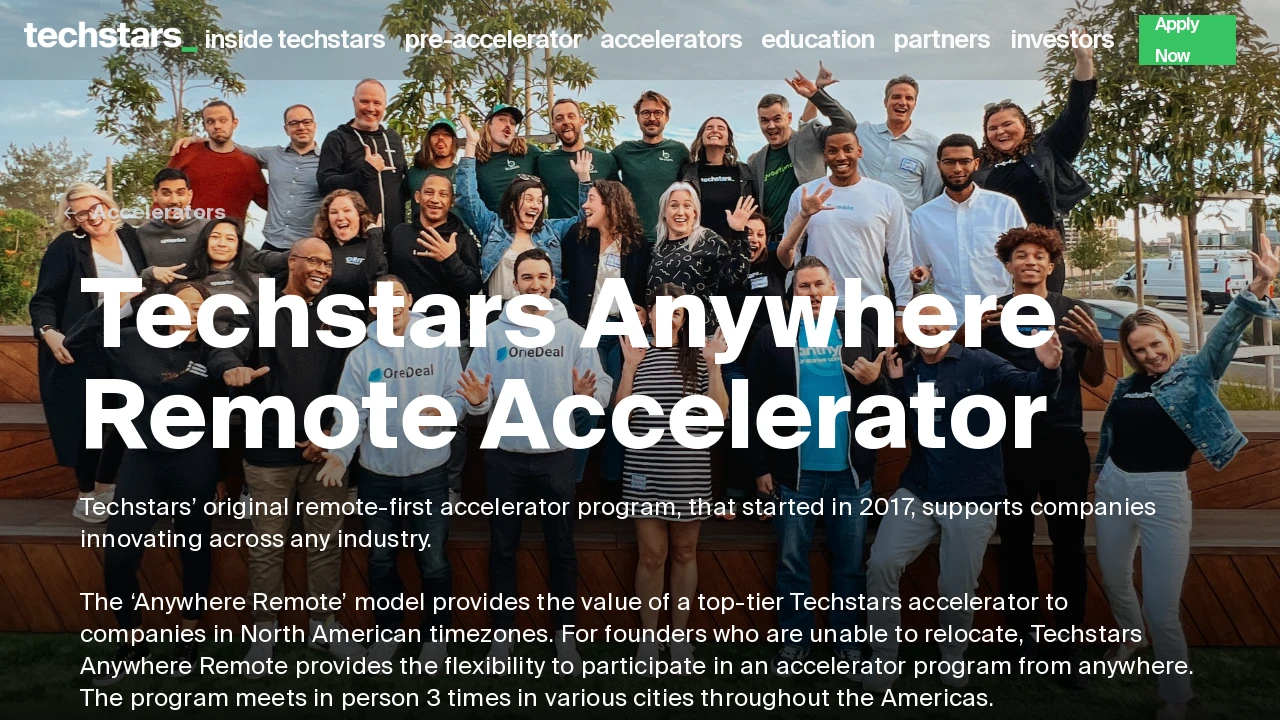 techstars_
inside techstars pre-accelerator accelerators education partners investors
Apply
Now
← Accelerators
Techstars Anywhere
Remote Accelerator
OneDeal
OneDeal
Techstars’ original remote-first accelerator program, that started in 2017, supports companies
innovating across any industry.
The ‘Anywhere Remote’ model provides the value of a top-tier Techstars accelerator to
companies in North American timezones. For founders who are unable to relocate, Techstars
Anywhere Remote provides the flexibility to participate in an accelerator program from anywhere.
The program meets in person 3 times in various cities throughout the Americas.